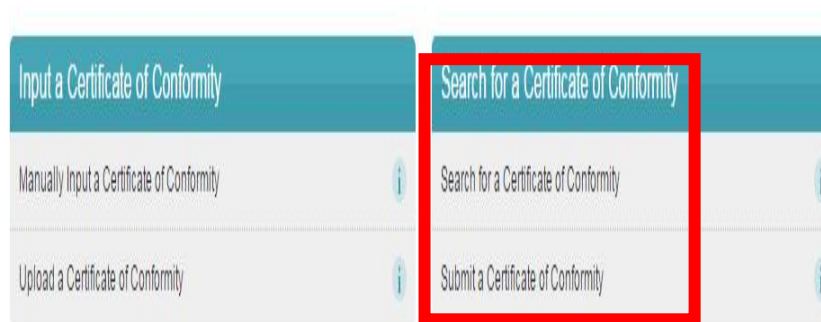 Input a Certificate of Conformity
Manually Input a Certificate of Conformity
i
Upload a Certificate of Conformity
i
Search for a Certificate of Conformity
Search for a Certificate of Conformity
i
Submit a Certificate of Conformity
i